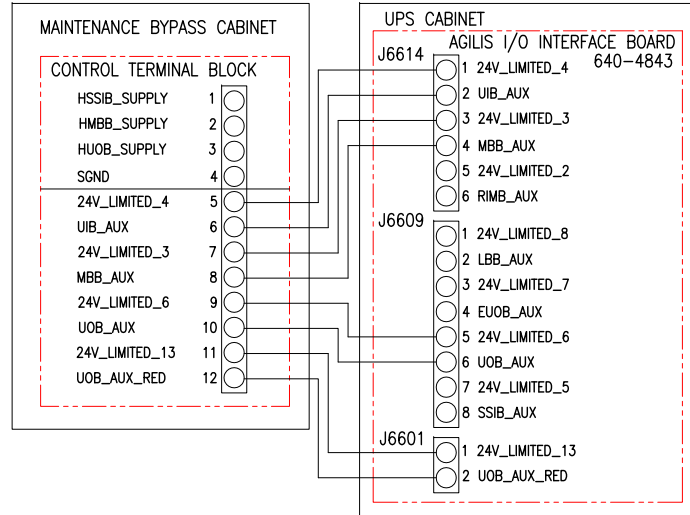 MAINTENANCE BYPASS CABINET
CONTROL TERMINAL BLOCK
HSSIB_SUPPLY 1
HMBB_SUPPLY 2
HUOB_SUPPLY 3
SGND 4
24V_LIMITED_4 5
UIB_AUX 6
24V_LIMITED_3 7
MBB_AUX 8
24V_LIMITED_6 9
UOB_AUX 10
24V_LIMITED_13 11
UOB_AUX_RED 12
UPS CABINET
AGILIS I/O INTERFACE BOARD
640-4843
J6614
1 24V_LIMITED_4
2 UIB_AUX
3 24V_LIMITED_3
4 MBB_AUX
5 24V_LIMITED_2
6 RIMB_AUX
J6609
1 24V_LIMITED_8
2 LBB_AUX
3 24V_LIMITED_7
4 EUOB_AUX
5 24V_LIMITED_6
6 UOB_AUX
7 24V_LIMITED_5
8 SSIB_AUX
J6601
1 24V_LIMITED_13
2 UOB_AUX_RED